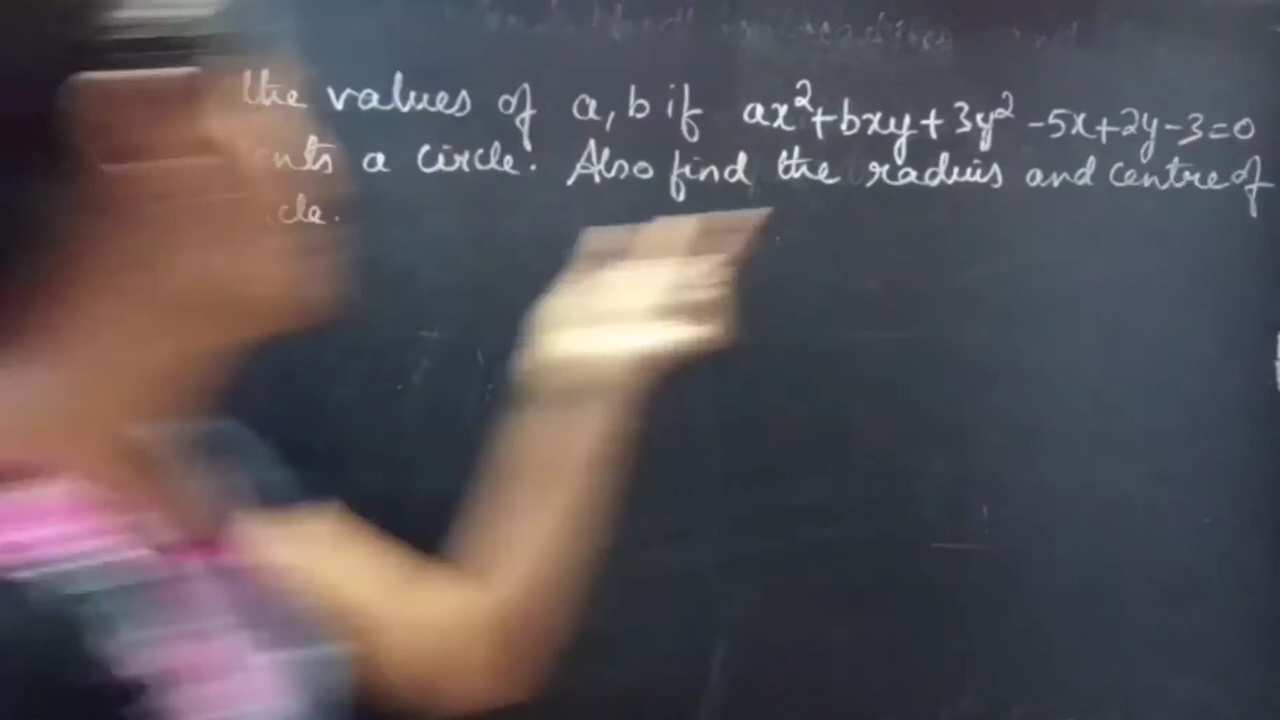 the values of a, b if ax²+bxy+3y²-5x+2y-3=0
nts a circle. Also find the radius and centre of
cle.